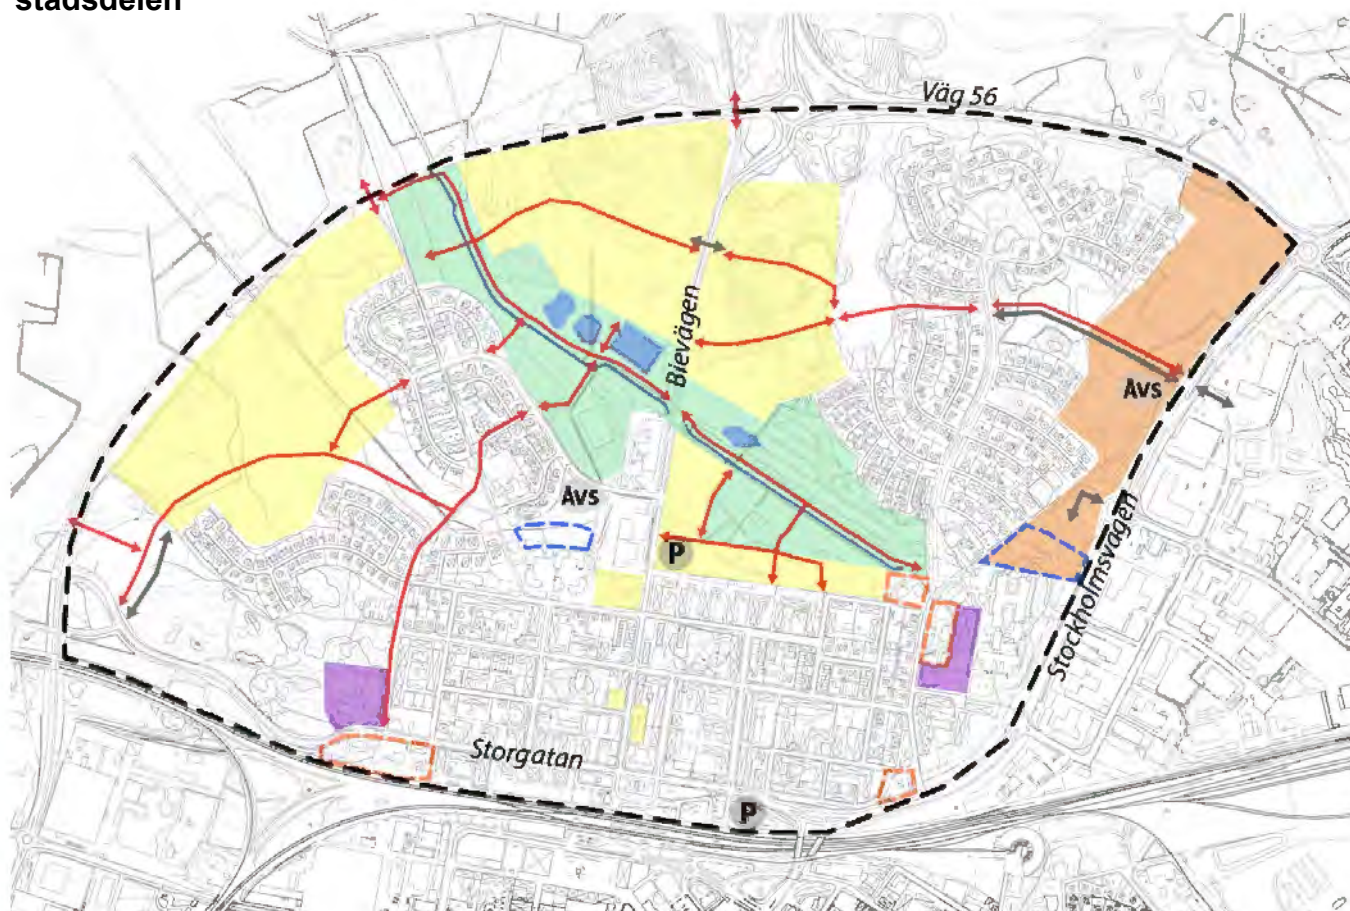 stadsdelen
Väg 56
Bievägen
Avs
Avs
P
Stockholmsvägen
Storgatan
P